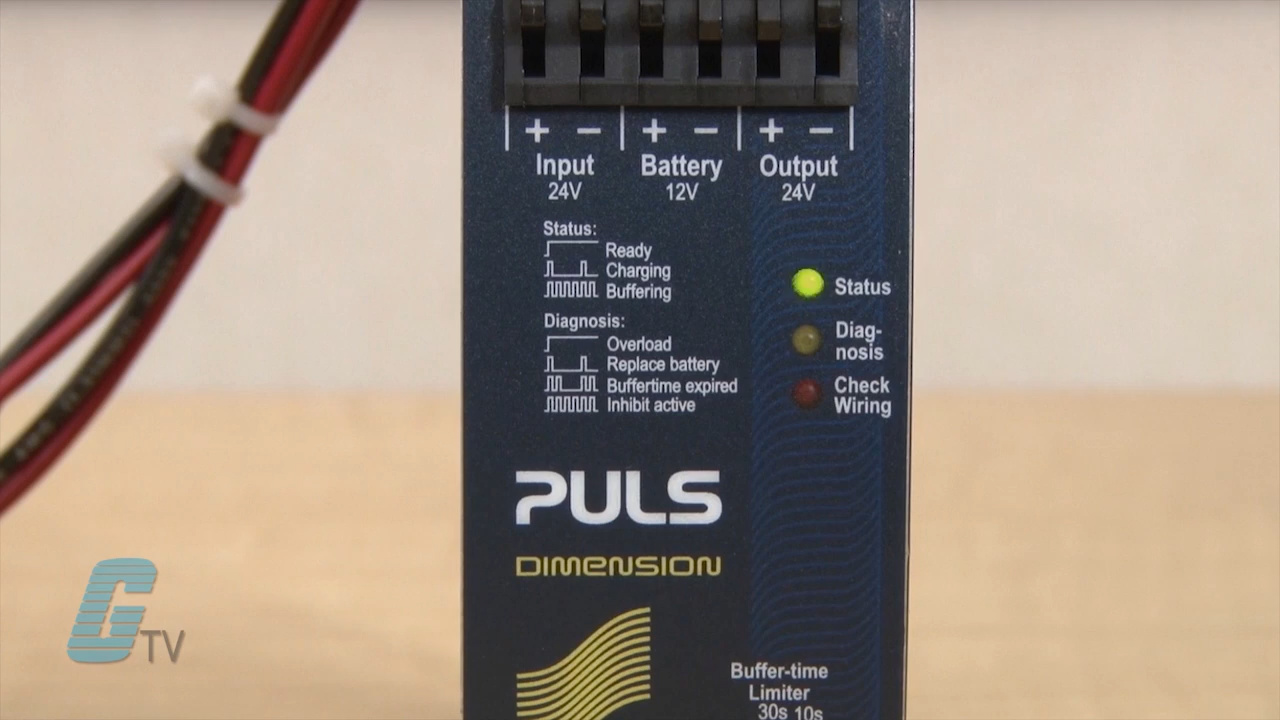 + − + − + −
Input Battery Output
24V 12V 24V
Status:
Ready
Charging
Buffering
Diagnosis:
Overload
Replace battery
Buffertime expired
Inhibit active
Status
Diag-
nosis
Check
Wiring
PULS
DIMENSION
Buffer-time
Limiter
30s 10s
G TV